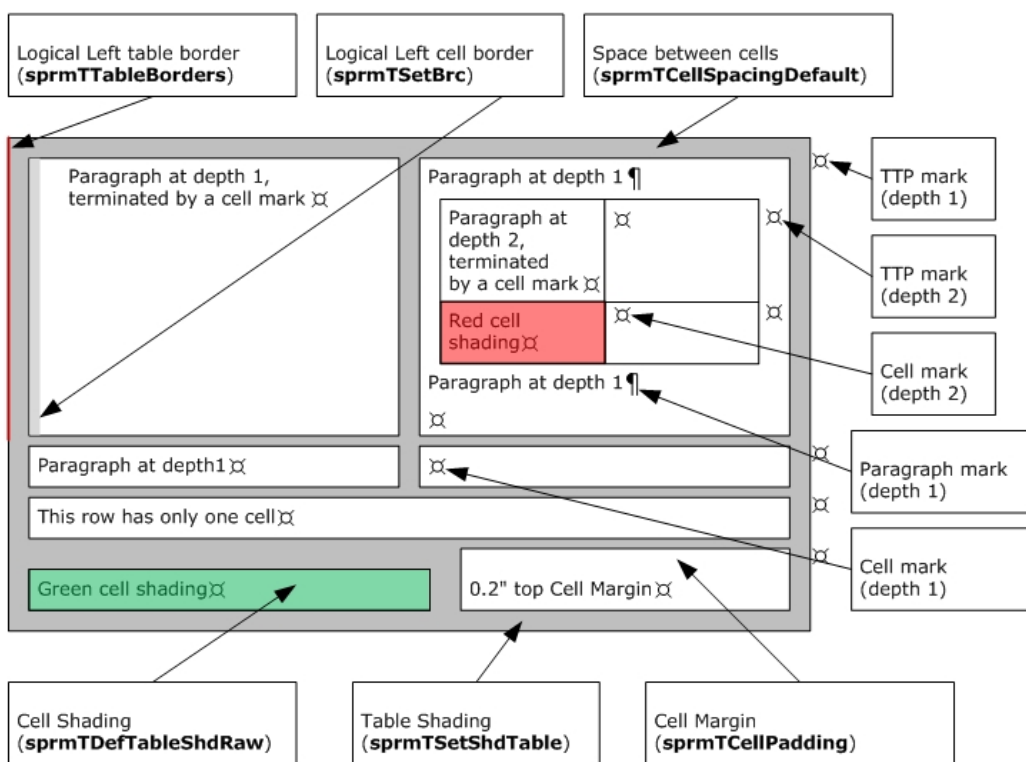 Logical Left table border
(sprmTTableBorders)
Logical Left cell border
(sprmTSetBrc)
Space between cells
(sprmTCellSpacingDefault)
Paragraph at depth 1,
terminated by a cell mark ¤
Paragraph at depth 1 ¶
¤
TTP mark
(depth 1)
Paragraph at
depth 2,
terminated
by a cell mark ¤
¤
¤
TTP mark
(depth 2)
Red cell
shading¤
¤
¤
Cell mark
(depth 2)
Paragraph at depth 1¶
¤
Paragraph at depth1¤
¤
¤
Paragraph mark
(depth 1)
This row has only one cell¤
¤
Green cell shading¤
0.2" top Cell Margin¤
¤
Cell mark
(depth 1)
Cell Shading
(sprmTDefTableShdRaw)
Table Shading
(sprmTSetShdTable)
Cell Margin
(sprmTCellPadding)